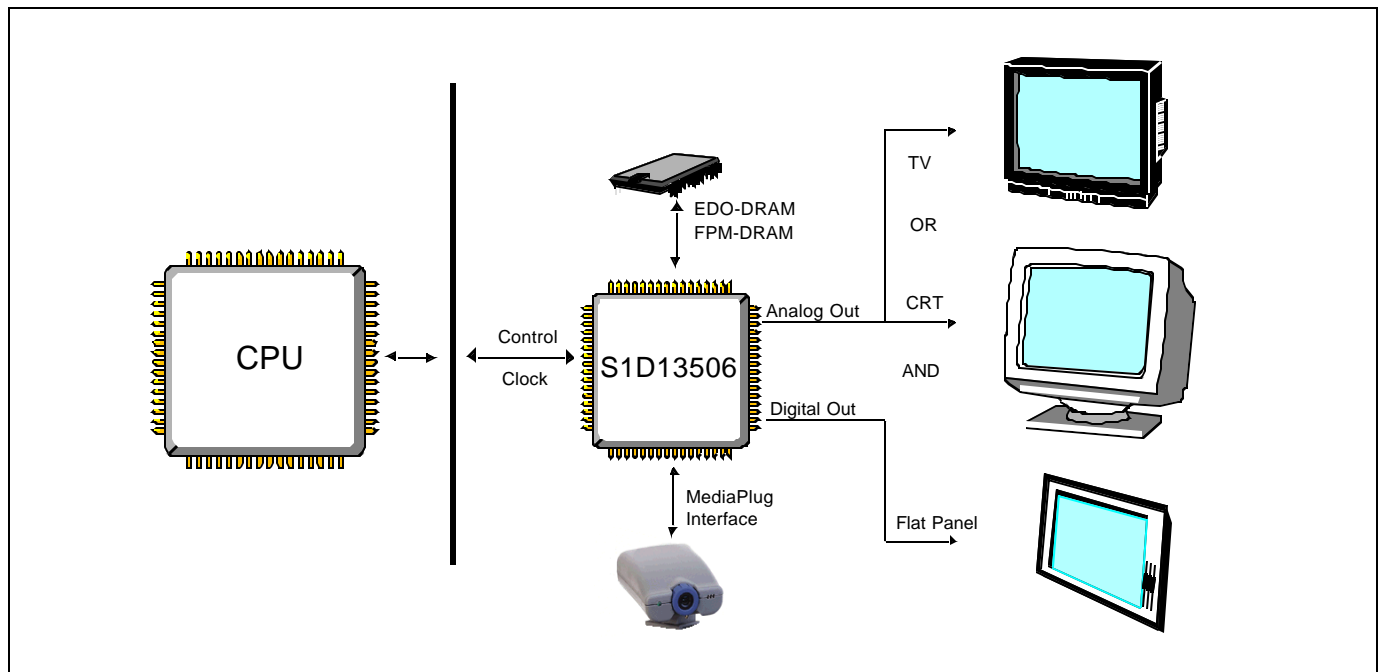 TV
EDO-DRAM
FPM-DRAM
OR
CPU
Control
Clock
S1D13506
Analog Out
CRT
AND
Digital Out
MediaPlug
Interface
Flat Panel